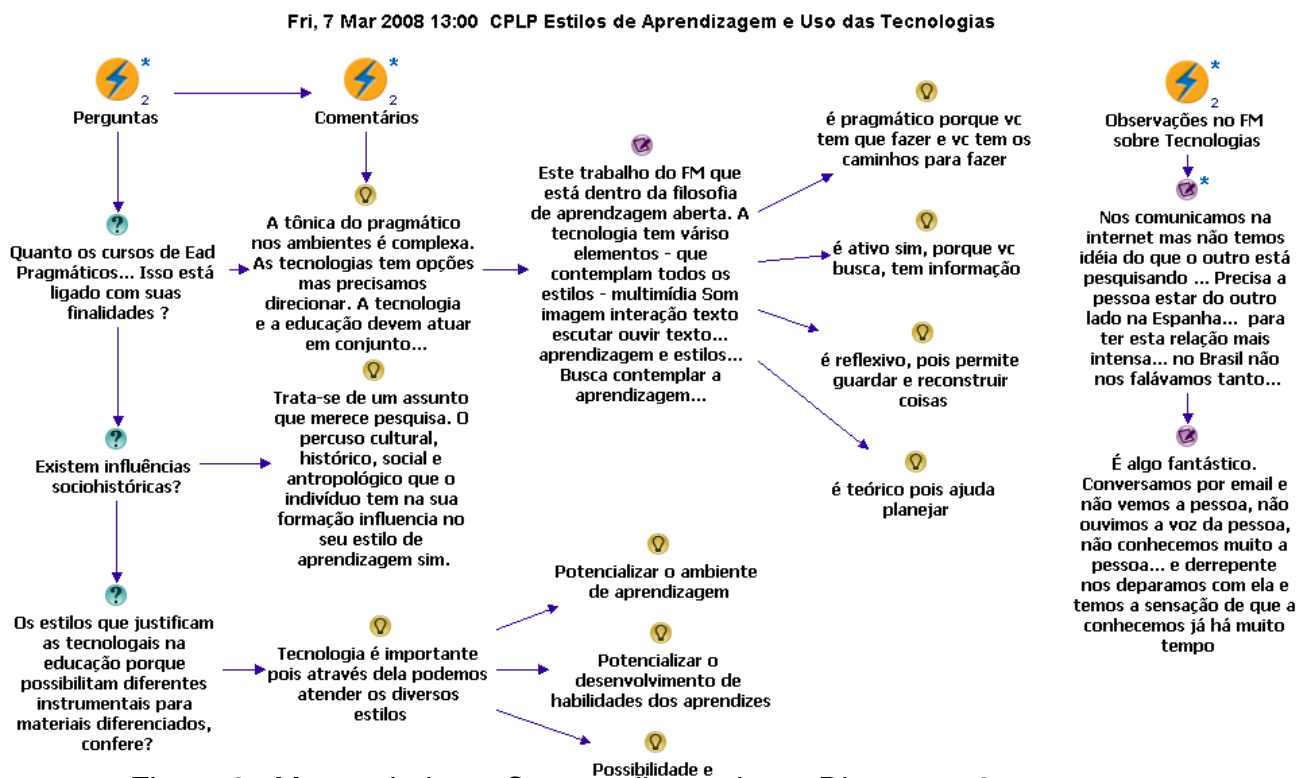 Fri, 7 Mar 2008 13:00 CPLP Estilos de Aprendizagem e Uso das Tecnologias
*
2
Perguntas
*
2
Comentários
?
Quanto os cursos de Ead
Pragmáticos... Isso está
ligado com suas
finalidades ?
A tônica do pragmático
nos ambientes é complexa.
As tecnologias tem opções
mas precisamos
direcionar. A tecnologia
e a educação devem atuar
em conjunto...
Este trabalho do FM que
está dentro da filosofia
de aprendzagem aberta. A
tecnologia tem váriso
elementos - que
contemplam todos os
estilos - multimídia Som
imagem interação texto
escutar ouvir texto...
aprendizagem e estilos...
Busca contemplar a
aprendizagem...
é pragmático porque vc
tem que fazer e vc tem os
caminhos para fazer
é ativo sim, porque vc
busca, tem informação
é reflexivo, pois permite
guardar e reconstruir
coisas
é teórico pois ajuda
planejar
?
Existem influências
sociohistóricas?
Trata-se de um assunto
que merece pesquisa. O
percuso cultural,
histórico, social e
antropológico que o
indivíduo tem na sua
formação influencia no
seu estilo de
aprendizagem sim.
?
Os estilos que justificam
as tecnologais na
educação porque
possibilitam diferentes
instrumentais para
materiais diferenciados,
confere?
Tecnologia é importante
pois através dela podemos
atender os diversos
estilos
Potencializar o ambiente
de aprendizagem
Potencializar o
desenvolvimento de
habilidades dos aprendizes
Possibilidade e
*
2
Observações no FM
sobre Tecnologias
*
Nos comunicamos na
internet mas não temos
idéia do que o outro está
pesquisando ... Precisa a
pessoa estar do outro
lado na Espanha... para
ter esta relação mais
intensa... no Brasil não
nos falávamos tanto...
É algo fantástico.
Conversamos por email e
não vemos a pessoa, não
ouvimos a voz da pessoa,
não conhecemos muito a
pessoa... e derrepente
nos deparamos com ela e
temos a sensação de que a
conhecemos já há muito
tempo